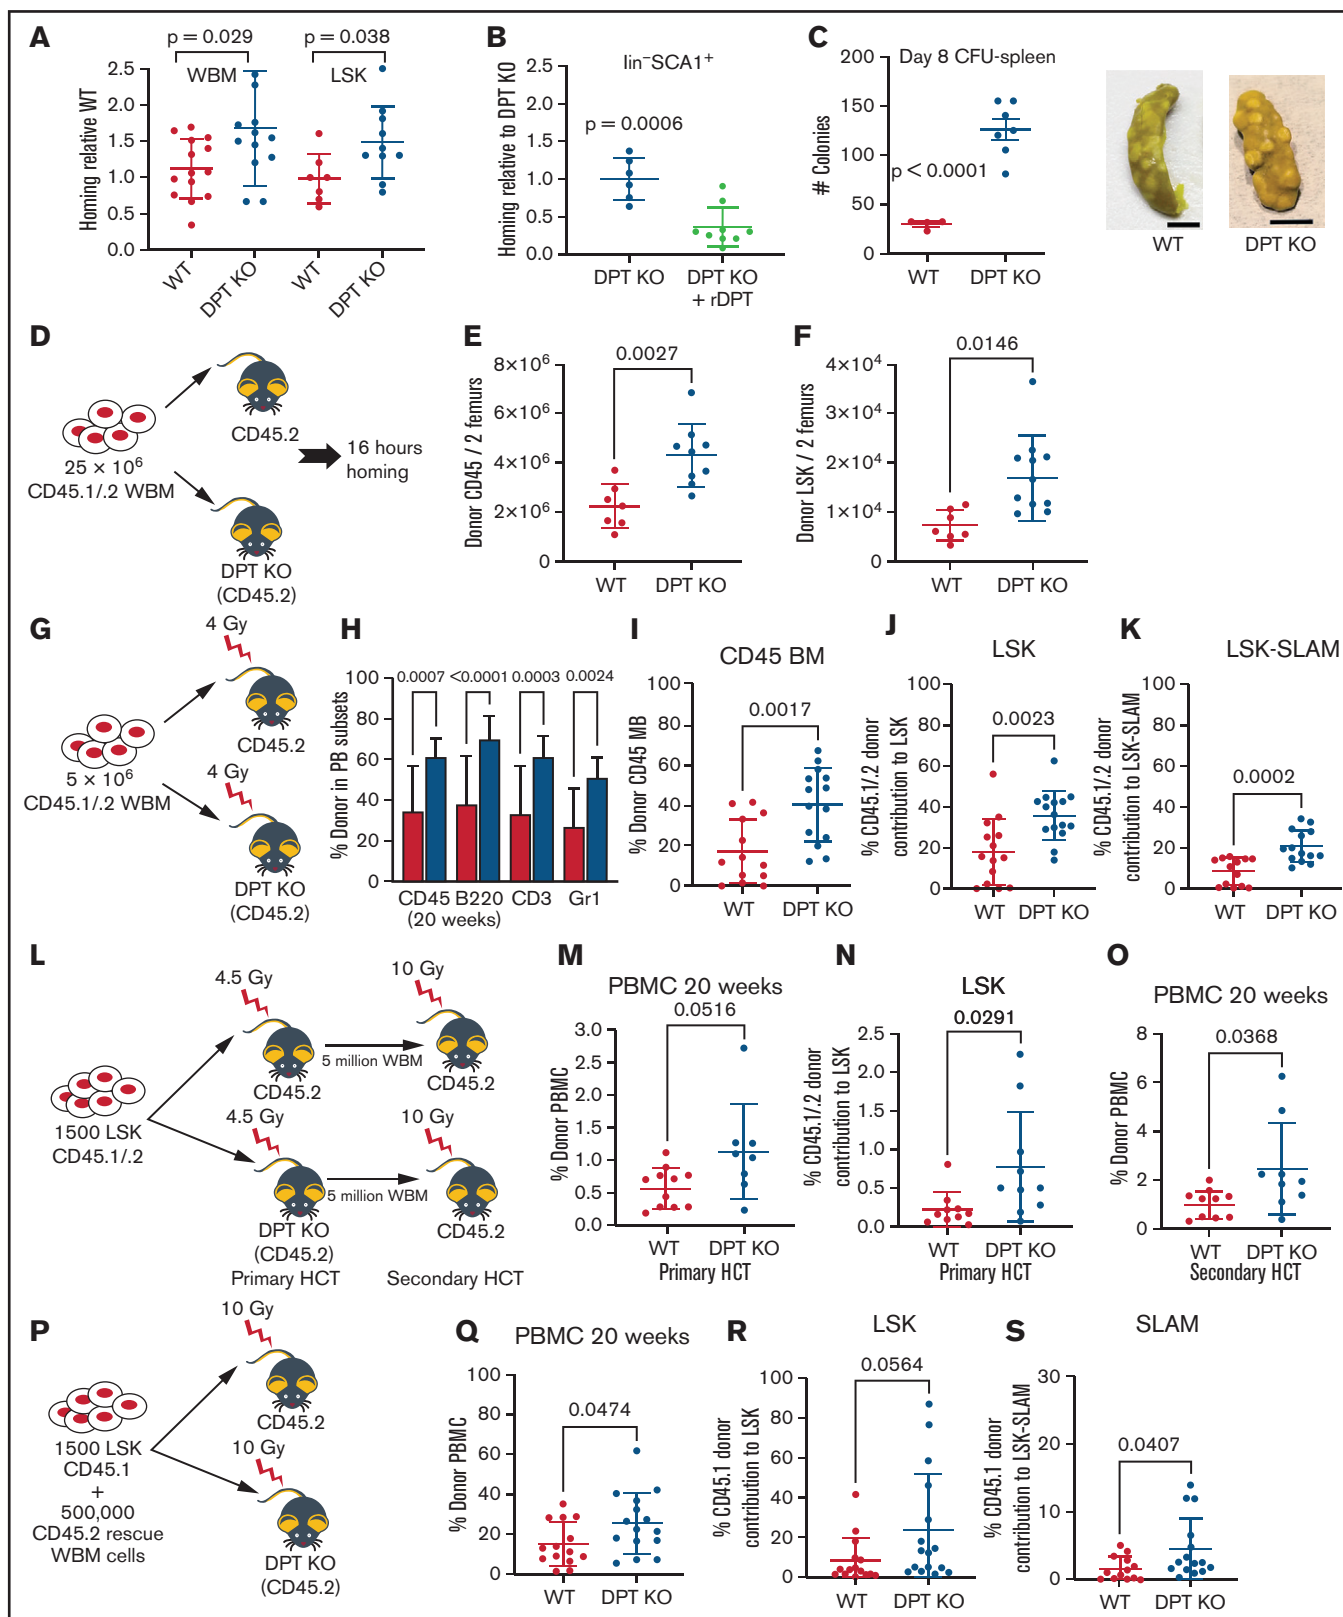 A
p = 0.029
p = 0.038
WBM
LSK
Homing relative WT
2.5
2.0
1.5
1.0
0.5
0.0
WT
DPT KO
WT
DPT KO
B
lin⁻SCA1⁺
Homing relative to DPT KO
2.5
2.0
1.5
1.0
0.5
0.0
p = 0.0006
DPT KO
DPT KO
+ rDPT
C
Day 8 CFU-spleen
# Colonies
200
150
100
50
0
p < 0.0001
WT
DPT KO
WT
DPT KO
D
25 × 10⁶
CD45.1/.2 WBM
CD45.2
16 hours
homing
DPT KO
(CD45.2)
E
0.0027
Donor CD45 / 2 femurs
8×10⁶
6×10⁶
4×10⁶
2×10⁶
0
WT
DPT KO
F
0.0146
Donor LSK / 2 femurs
4×10⁴
3×10⁴
2×10⁴
1×10⁴
0
WT
DPT KO
G
4 Gy
CD45.2
5 × 10⁶
CD45.1/.2 WBM
4 Gy
DPT KO
(CD45.2)
H
% Donor in PB subsets
100
80
60
40
20
0
0.0007
<0.0001
0.0003
0.0024
CD45 B220 CD3 Gr1
(20 weeks)
I
CD45 BM
% Donor CD45 MB
100
80
60
40
20
0
0.0017
WT
DPT KO
J
LSK
% CD45.1/.2 donor
contribution to LSK
100
80
60
40
20
0
0.0023
WT
DPT KO
K
LSK-SLAM
% CD45.1/.2 donor
contribution to LSK-SLAM
100
80
60
40
20
0
0.0002
WT
DPT KO
L
4.5 Gy
10 Gy
5 million WBM
CD45.2
CD45.2
1500 LSK
CD45.1/.2
4.5 Gy
10 Gy
5 million WBM
DPT KO
(CD45.2)
CD45.2
Primary HCT
Secondary HCT
M
PBMC 20 weeks
0.0516
% Donor PBMC
3.0
2.5
2.0
1.5
1.0
0.5
0.0
WT
DPT KO
Primary HCT
N
LSK
0.0291
% CD45.1/.2 donor
contribution to LSK
2.5
2.0
1.5
1.0
0.5
0.0
WT
DPT KO
Primary HCT
O
PBMC 20 weeks
0.0368
% Donor PBMC
8
6
4
2
0
WT
DPT KO
Secondary HCT
P
10 Gy
CD45.2
1500 LSK
CD45.1
+
500,000
CD45.2 rescue
WBM cells
10 Gy
DPT KO
(CD45.2)
Q
PBMC 20 weeks
% Donor PBMC
100
80
60
40
20
0
0.0474
WT
DPT KO
R
LSK
0.0564
% CD45.1 donor
contribution to LSK
100
80
60
40
20
0
WT
DPT KO
S
SLAM
% CD45.1 donor
contribution to LSK-SLAM
30
20
10
0
0.0407
WT
DPT KO